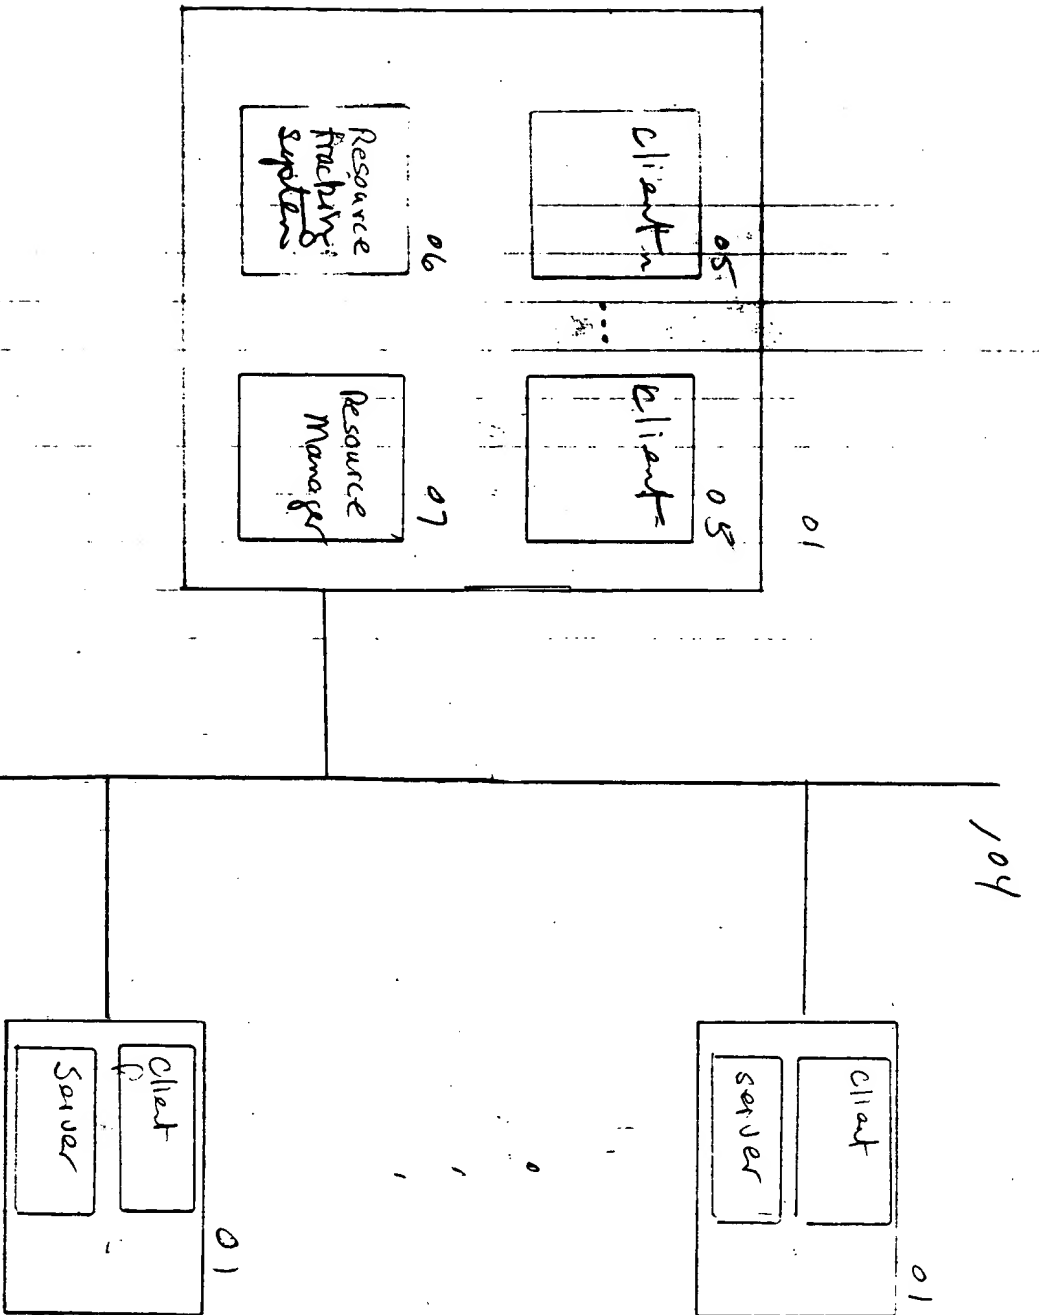 01
05
Client n
...
05
Client
06
Resource
tracking
system
07
Resource
Manager
104
01
Client
server
01
Client
Server